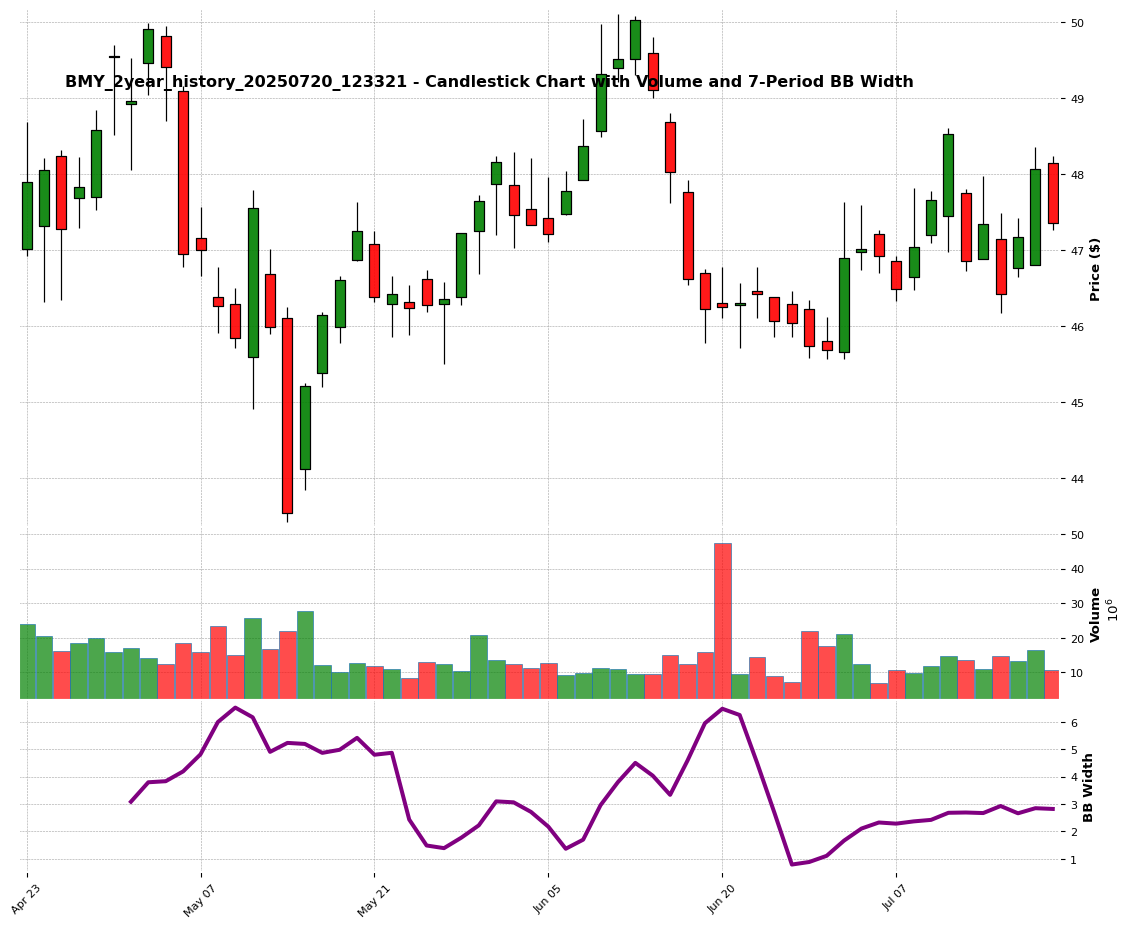 BMY_2year_history_20250720_123321 - Candlestick Chart with Volume and 7-Period BB Width
50
49
48
47
46
45
44
Price ($)
50
40
30
20
10
Volume
10^6
6
5
4
3
2
1
BB Width
Apr 23
May 07
May 21
Jun 05
Jun 20
Jul 07